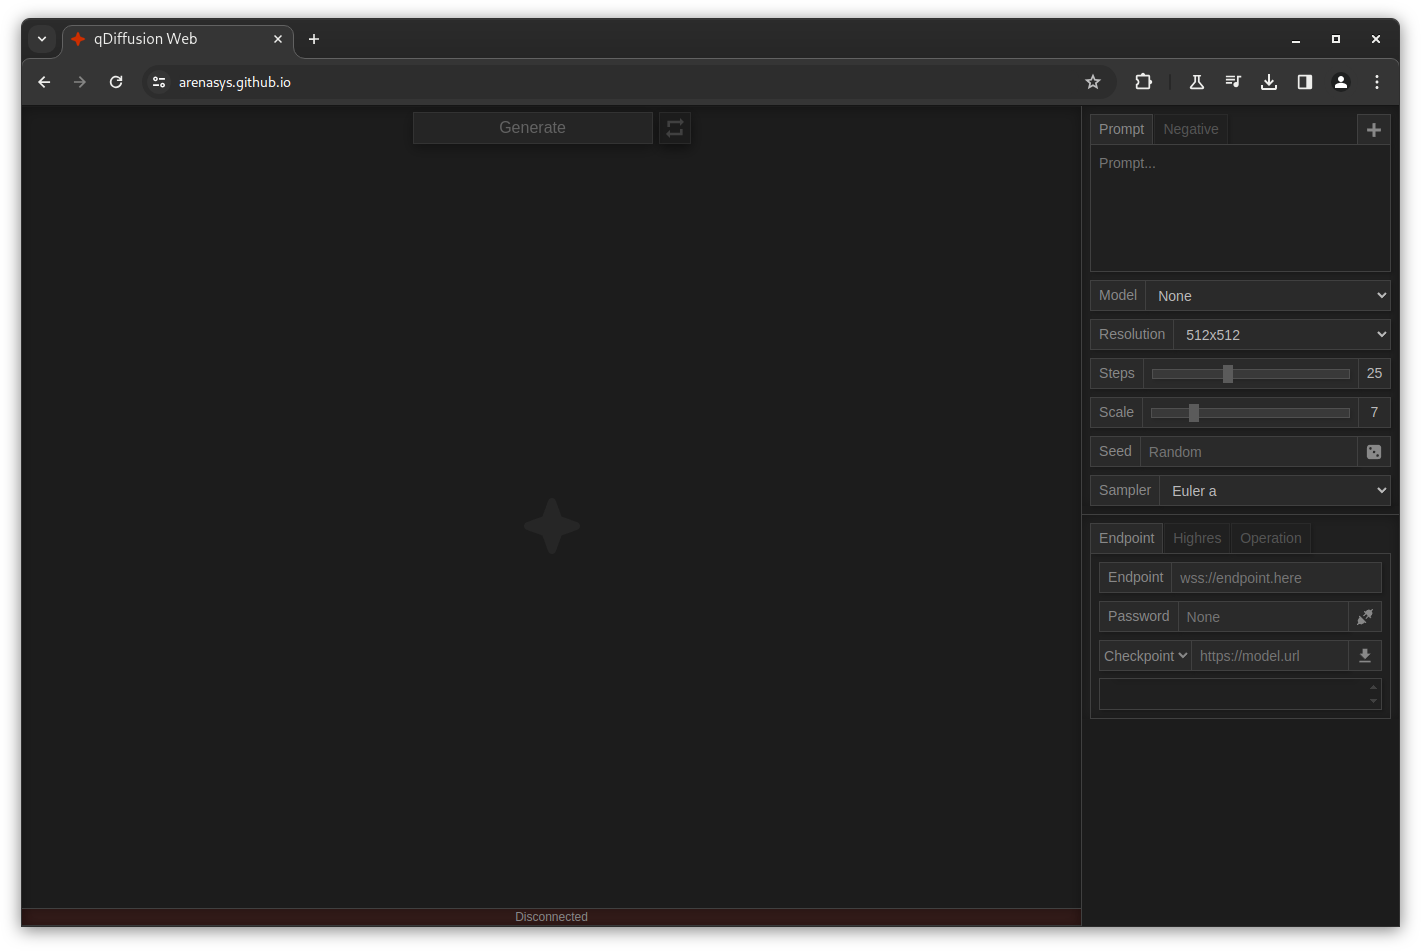 qDiffusion Web
arenasys.github.io
Generate
Prompt Negative
Prompt...
Model None
Resolution 512x512
Steps 25
Scale 7
Seed Random
Sampler Euler a
Endpoint Highres Operation
Endpoint wss://endpoint.here
Password None
Checkpoint https://model.url
Disconnected